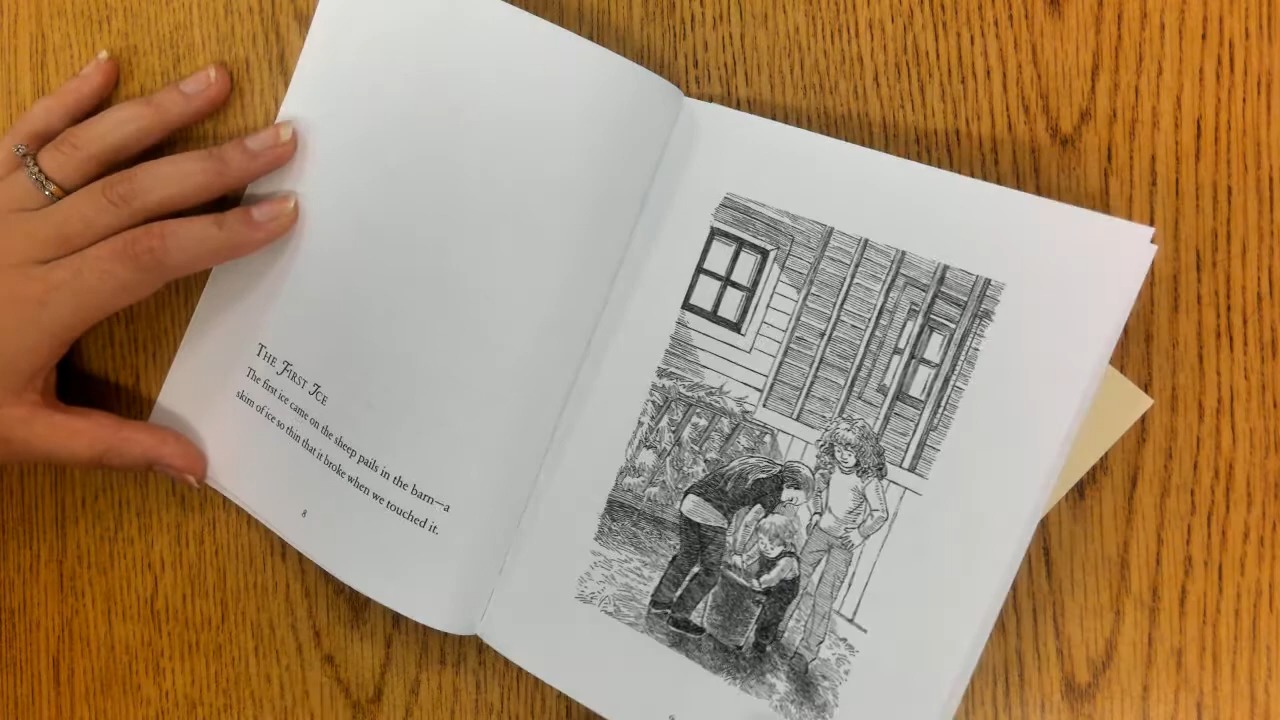 The First Ice
The first ice came on the sheep pails in the barn—a
skim of ice so thin that it broke when we touched it.
8